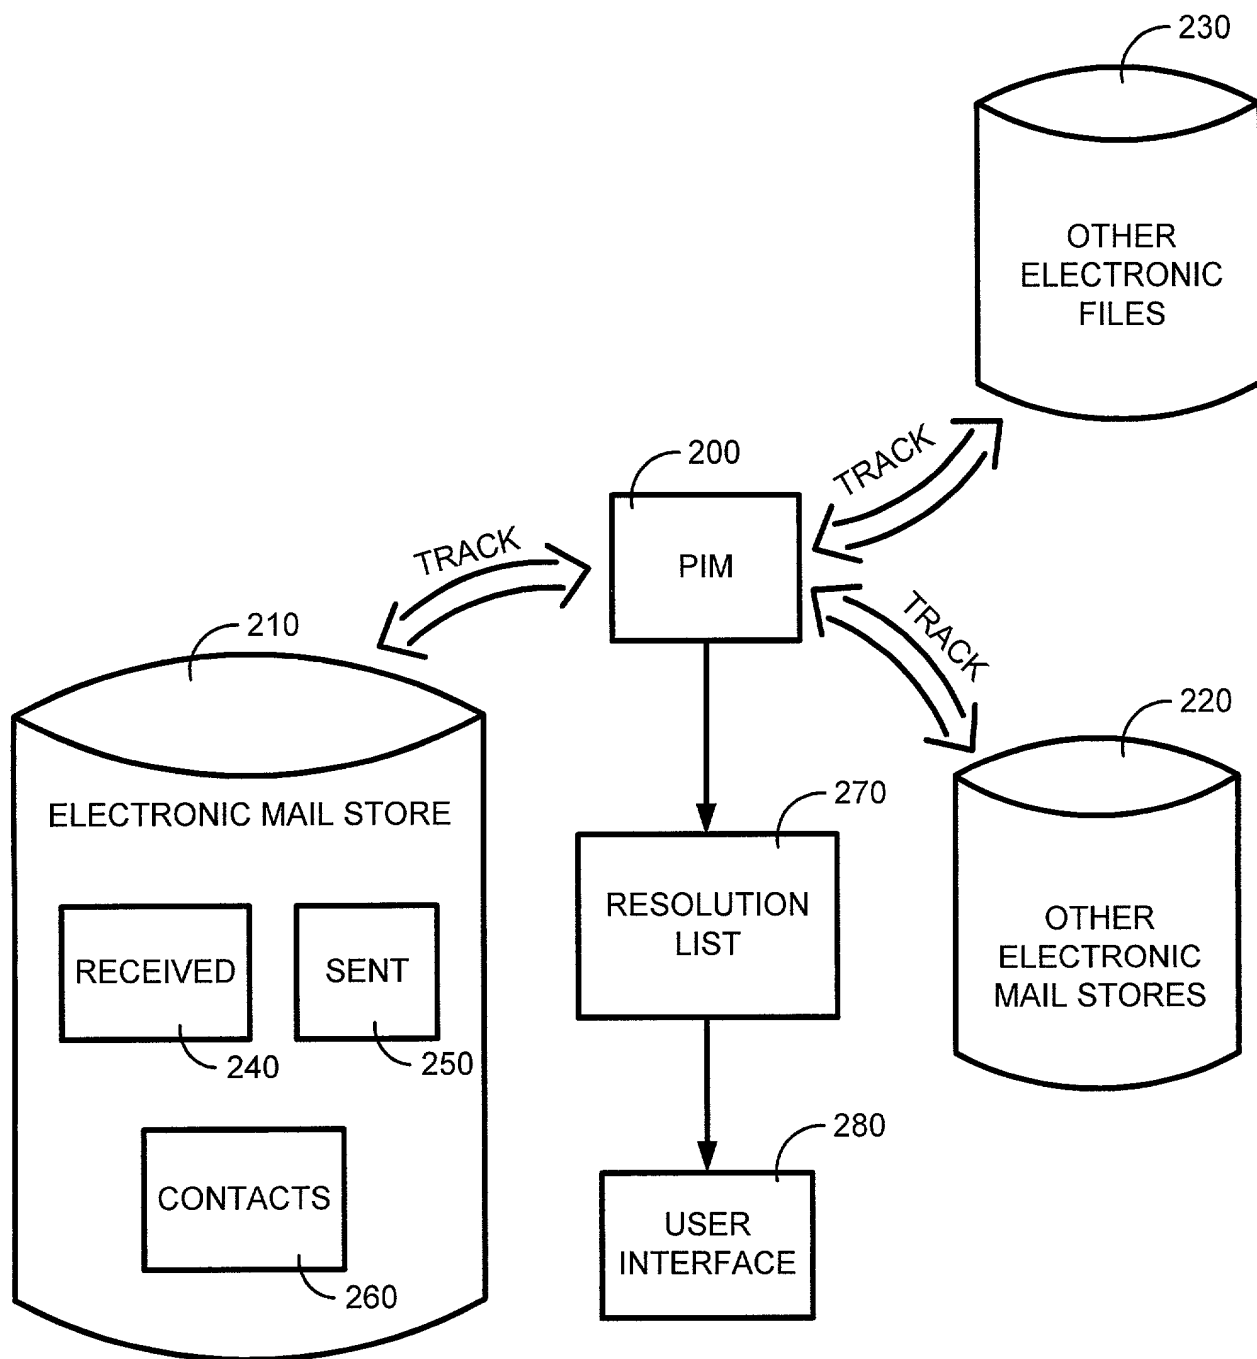 230
OTHER
ELECTRONIC
FILES
200
TRACK
PIM
TRACK
TRACK
210
220
ELECTRONIC MAIL STORE
270
RESOLUTION
LIST
OTHER
ELECTRONIC
MAIL STORES
RECEIVED
SENT
240
250
280
CONTACTS
USER
INTERFACE
260